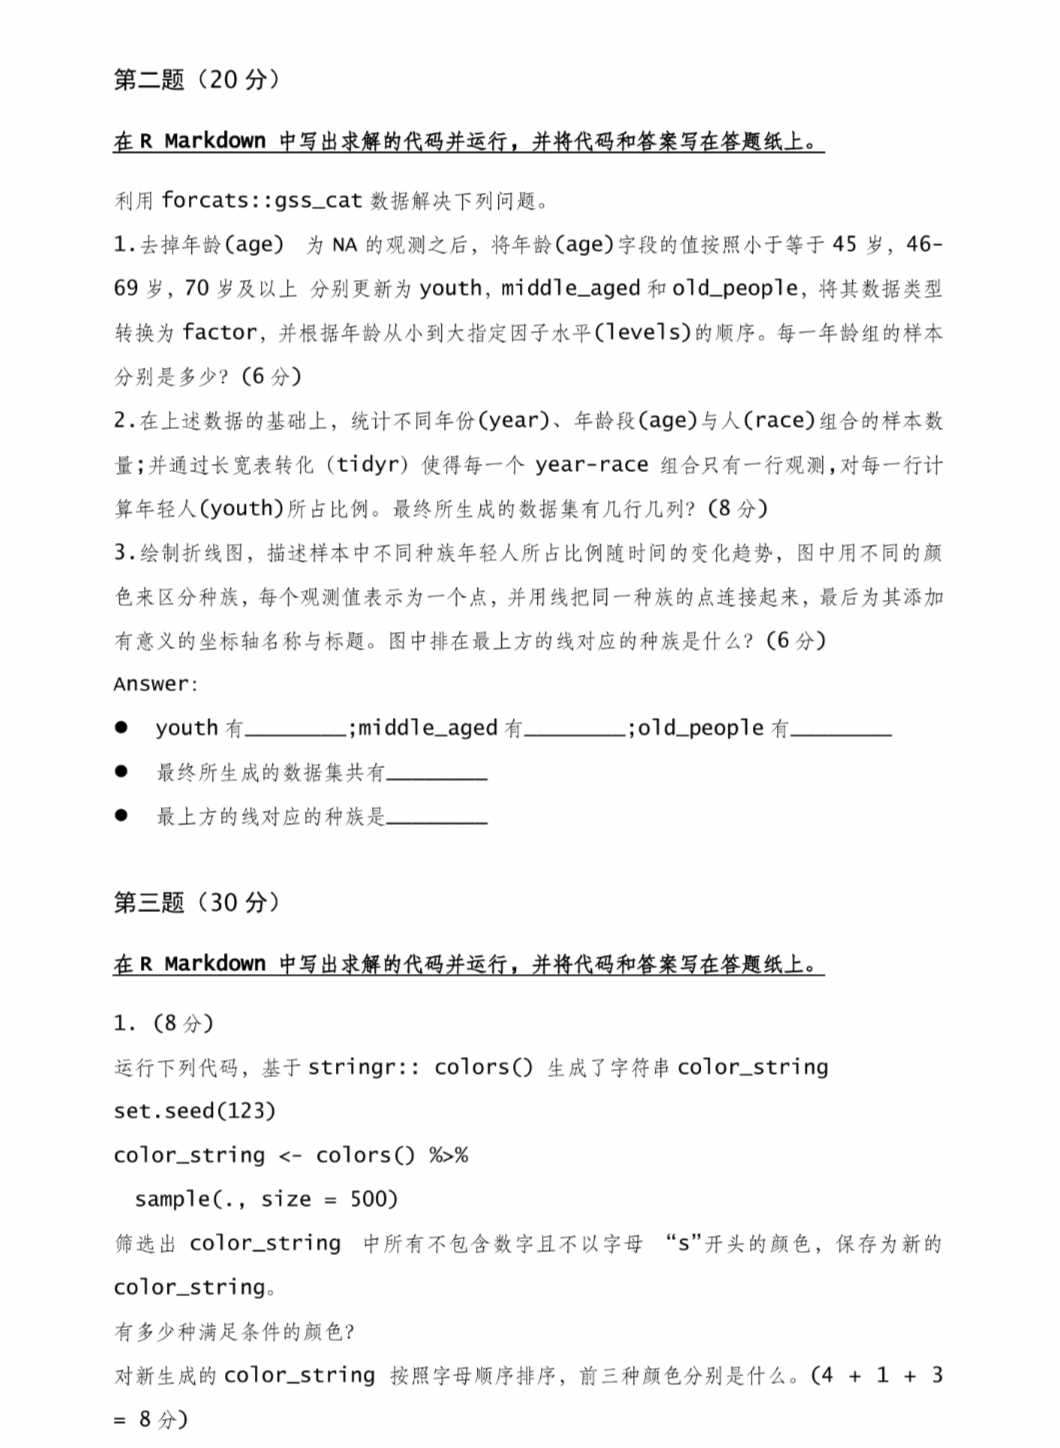 第二题（20 分）
在 R Markdown 中写出求解的代码并运行，并将代码和答案写在答题纸上。
利用 forcats::gss_cat 数据解决下列问题。
1.去掉年龄(age) 为 NA 的观测之后，将年龄(age)字段的值按照小于等于 45 岁，46-
69 岁，70 岁及以上 分别更新为 youth，middle_aged 和 old_people，将其数据类型
转换为 factor，并根据年龄从小到大指定因子水平(levels)的顺序。每一年龄组的样本
分别是多少？(6 分)
2.在上述数据的基础上，统计不同年份(year)、年龄段(age)与人(race)组合的样本数
量;并通过长宽表转化（tidyr）使得每一个 year-race 组合只有一行观测,对每一行计
算年轻人(youth)所占比例。最终所生成的数据集有几行几列？(8 分)
3.绘制折线图，描述样本中不同种族年轻人所占比例随时间的变化趋势，图中用不同的颜
色来区分种族，每个观测值表示为一个点，并用线把同一种族的点连接起来，最后为其添加
有意义的坐标轴名称与标题。图中排在最上方的线对应的种族是什么？(6 分)
Answer:
● youth 有________;middle_aged 有________;old_people 有________
● 最终所生成的数据集共有________
● 最上方的线对应的种族是________
第三题（30 分）
在 R Markdown 中写出求解的代码并运行，并将代码和答案写在答题纸上。
1. (8 分)
运行下列代码，基于 stringr:: colors() 生成了字符串 color_string
set.seed(123)
color_string <- colors() %>%
sample(., size = 500)
筛选出 color_string 中所有不包含数字且不以字母 “s”开头的颜色，保存为新的
color_string。
有多少种满足条件的颜色？
对新生成的 color_string 按照字母顺序排序，前三种颜色分别是什么。(4 + 1 + 3
= 8 分)